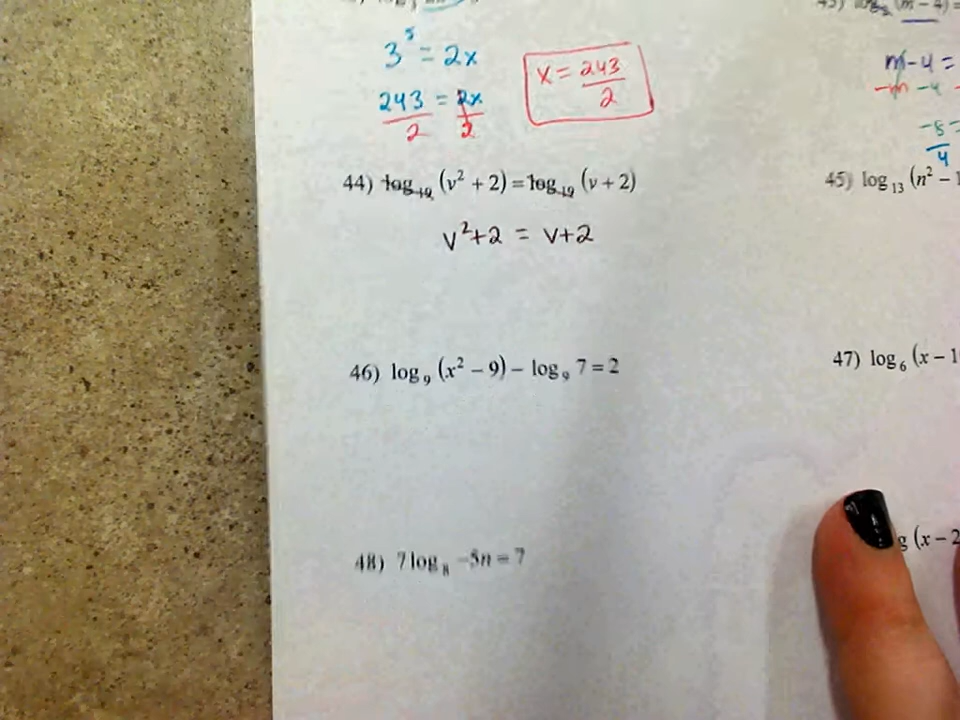 3^5 = 2x
243/2 = 2x/2
x = 243/2
m - 4 =
-m -4 -
-8 =
4
44) log₁₉ (v² + 2) = log₁₉ (v + 2)
v² + 2 = v + 2
45) log₁₃ (n² - 1
46) log₉ (x² - 9) - log₉ 7 = 2
47) log₆ (x - 1
48) 7 log₈ -5n = 7
g (x - 2